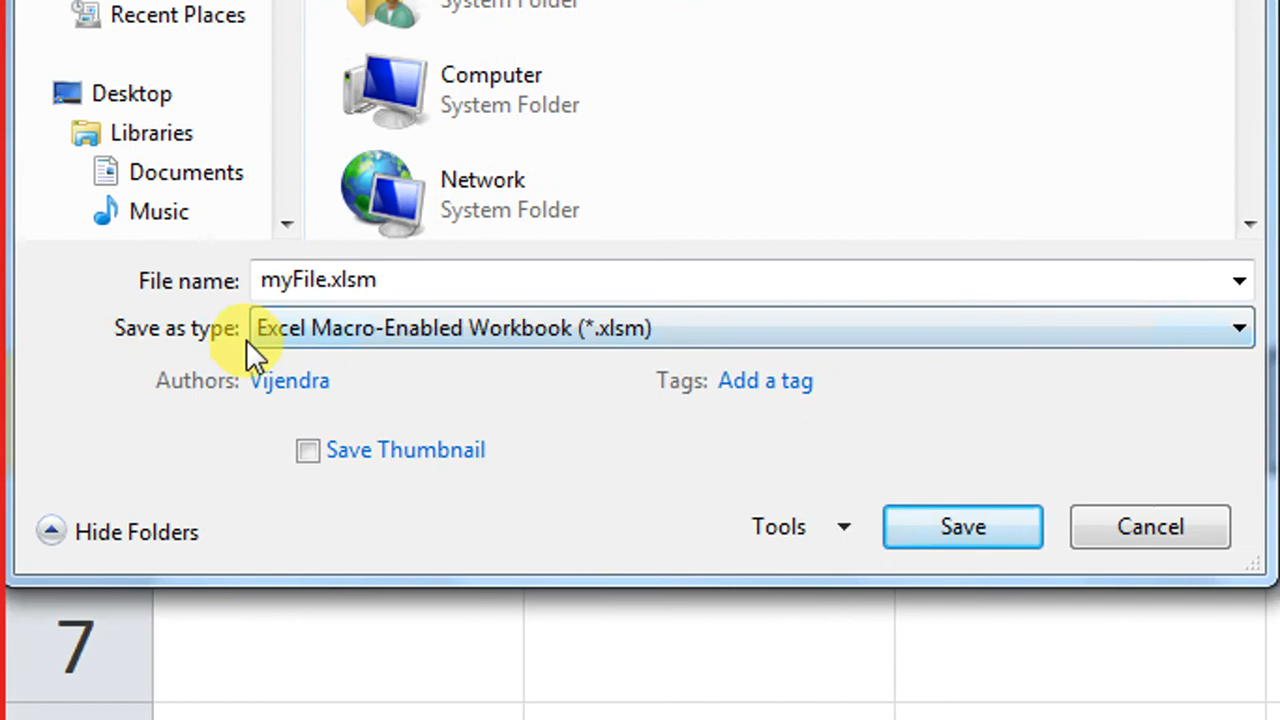 System Folder
Recent Places
Computer
System Folder
Desktop
Libraries
Documents
Music
Network
System Folder
File name: myFile.xlsm
Save as type: Excel Macro-Enabled Workbook (*.xlsm)
Authors: Vijendra Tags: Add a tag
Save Thumbnail
Hide Folders Tools Save Cancel
7